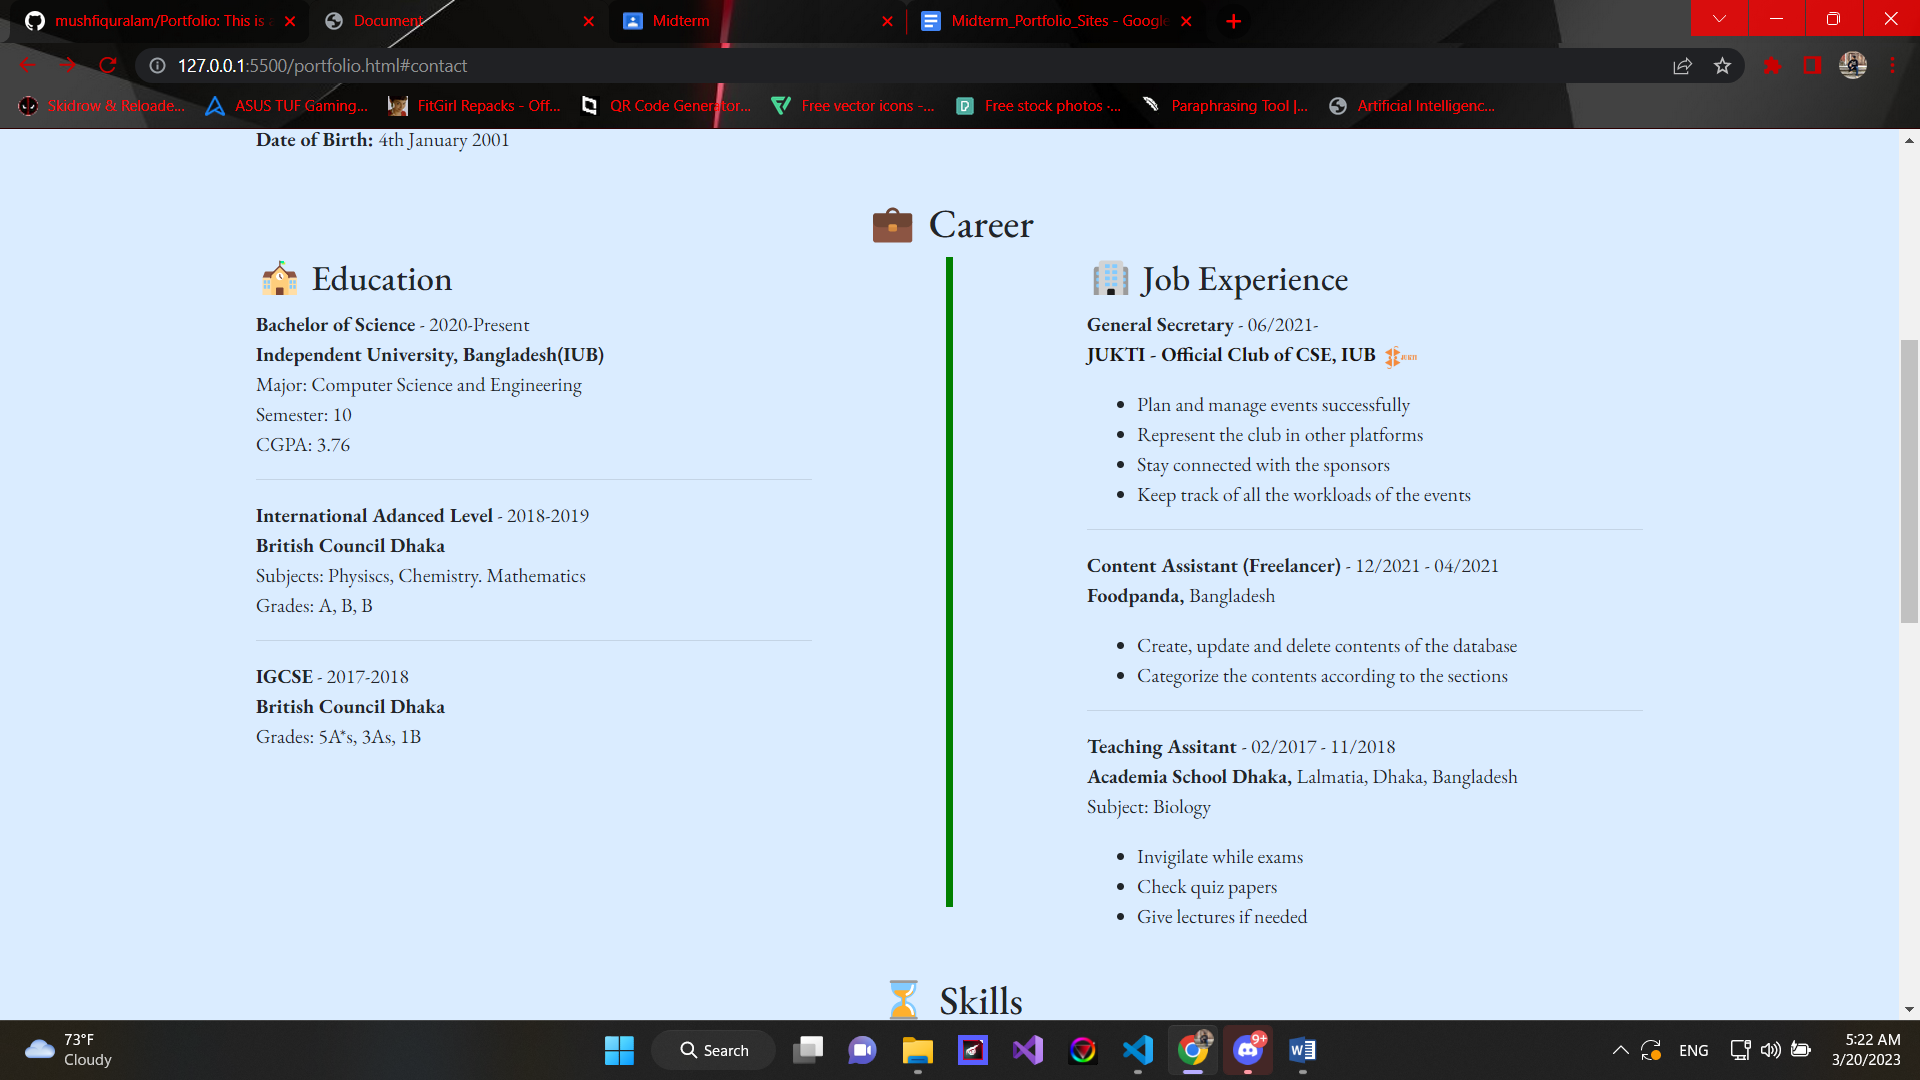 mushfiquralam/Portfolio: This is
Document
Midterm
Midterm_Portfolio_Sites - Google
127.0.0.1:5500/portfolio.html#contact
Skidrow & Reloade...
ASUS TUF Gaming...
FitGirl Repacks - Off...
QR Code Generator...
Free vector icons -...
Free stock photos -...
Paraphrasing Tool |...
Artificial Intelligenc...
Date of Birth: 4th January 2001
Career
Education
Bachelor of Science - 2020-Present
Independent University, Bangladesh(IUB)
Major: Computer Science and Engineering
Semester: 10
CGPA: 3.76
International Adanced Level - 2018-2019
British Council Dhaka
Subjects: Physiscs, Chemistry. Mathematics
Grades: A, B, B
IGCSE - 2017-2018
British Council Dhaka
Grades: 5A*s, 3As, 1B
Job Experience
General Secretary - 06/2021-
JUKTI - Official Club of CSE, IUB JUKTI
• Plan and manage events successfully
• Represent the club in other platforms
• Stay connected with the sponsors
• Keep track of all the workloads of the events
Content Assistant (Freelancer) - 12/2021 - 04/2021
Foodpanda, Bangladesh
• Create, update and delete contents of the database
• Categorize the contents according to the sections
Teaching Assitant - 02/2017 - 11/2018
Academia School Dhaka, Lalmatia, Dhaka, Bangladesh
Subject: Biology
• Invigilate while exams
• Check quiz papers
• Give lectures if needed
Skills
73°F
Cloudy
Search
9+
ENG
5:22 AM
3/20/2023